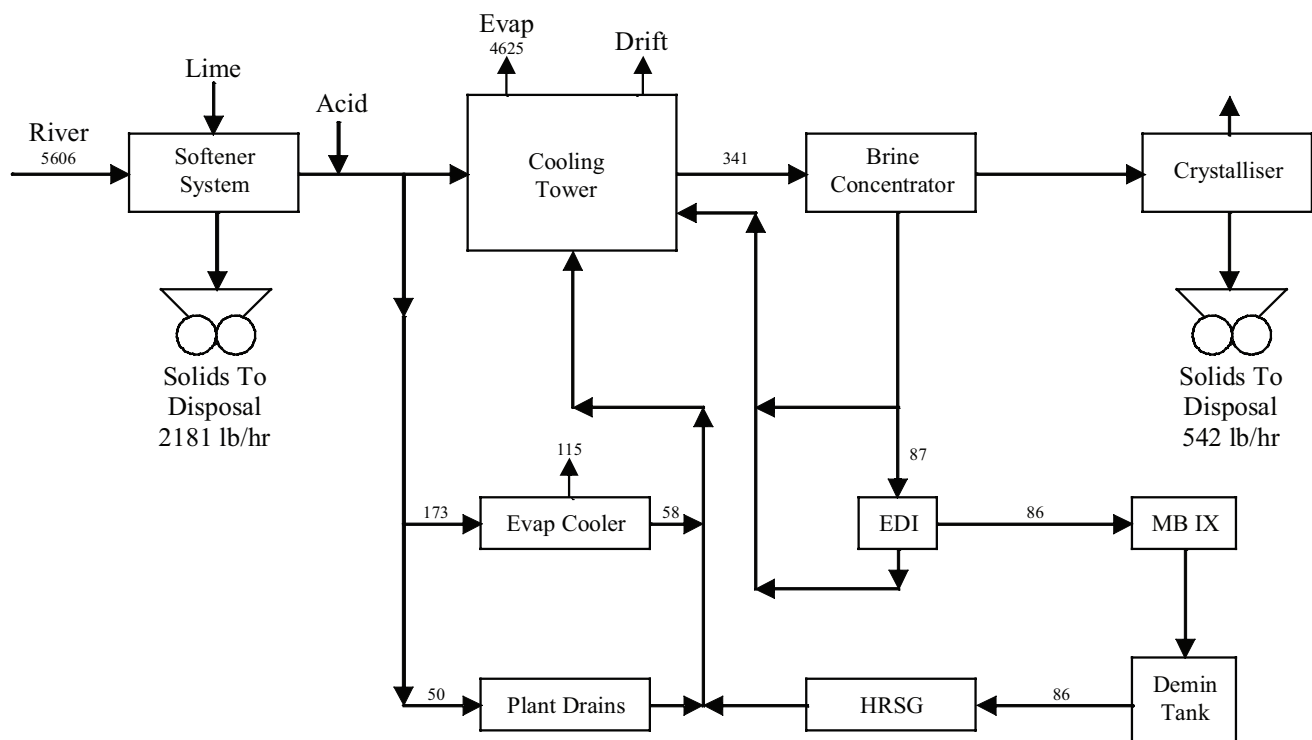 Evap
4625
Drift
Lime
Acid
River
5606
Softener
System
Cooling
Tower
341
Brine
Concentrator
Crystalliser
Solids To
Disposal
2181 lb/hr
Solids To
Disposal
542 lb/hr
115
87
173
Evap Cooler
58
EDI
86
MB IX
50
Plant Drains
HRSG
86
Demin
Tank